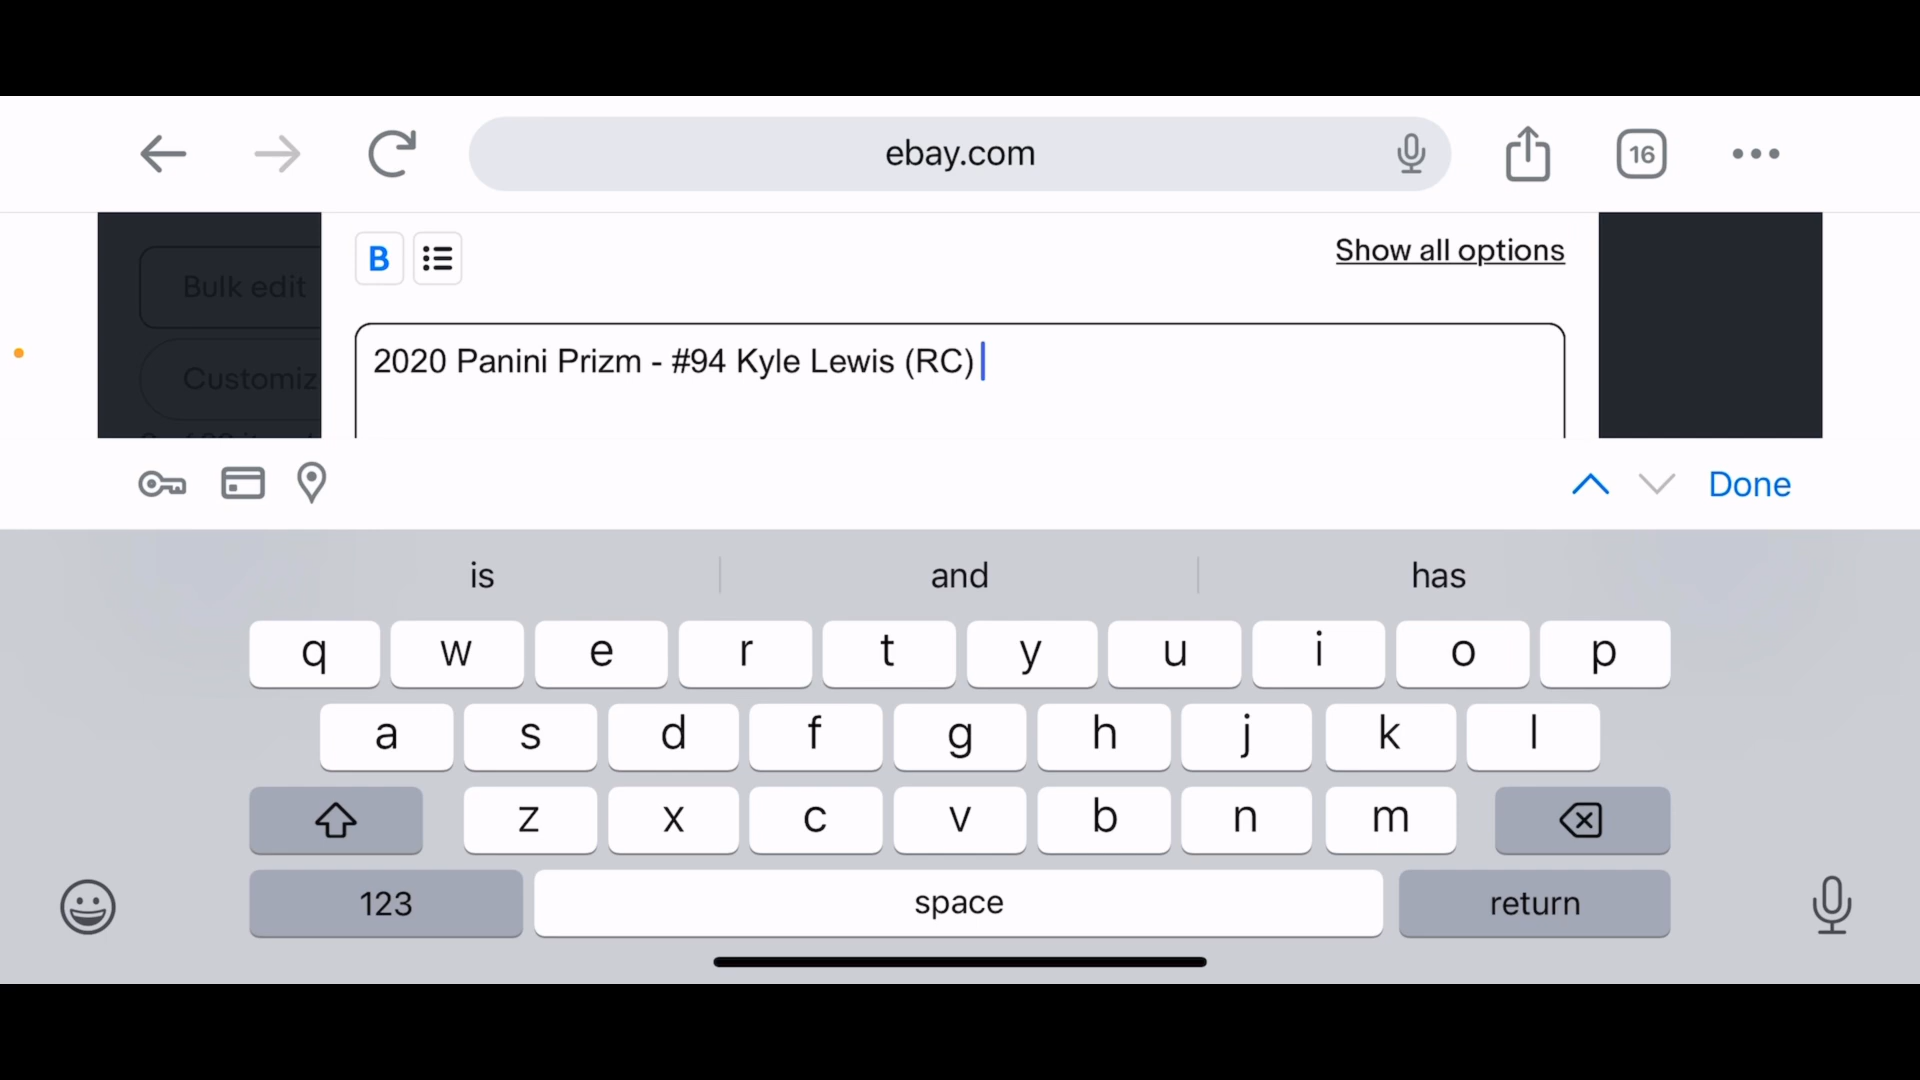 ebay.com
16
B
Show all options
Bulk edit
Customiz
2020 Panini Prizm - #94 Kyle Lewis (RC)
Done
is and has
q w e r t y u i o p
a s d f g h j k l
z x c v b n m
123 space return